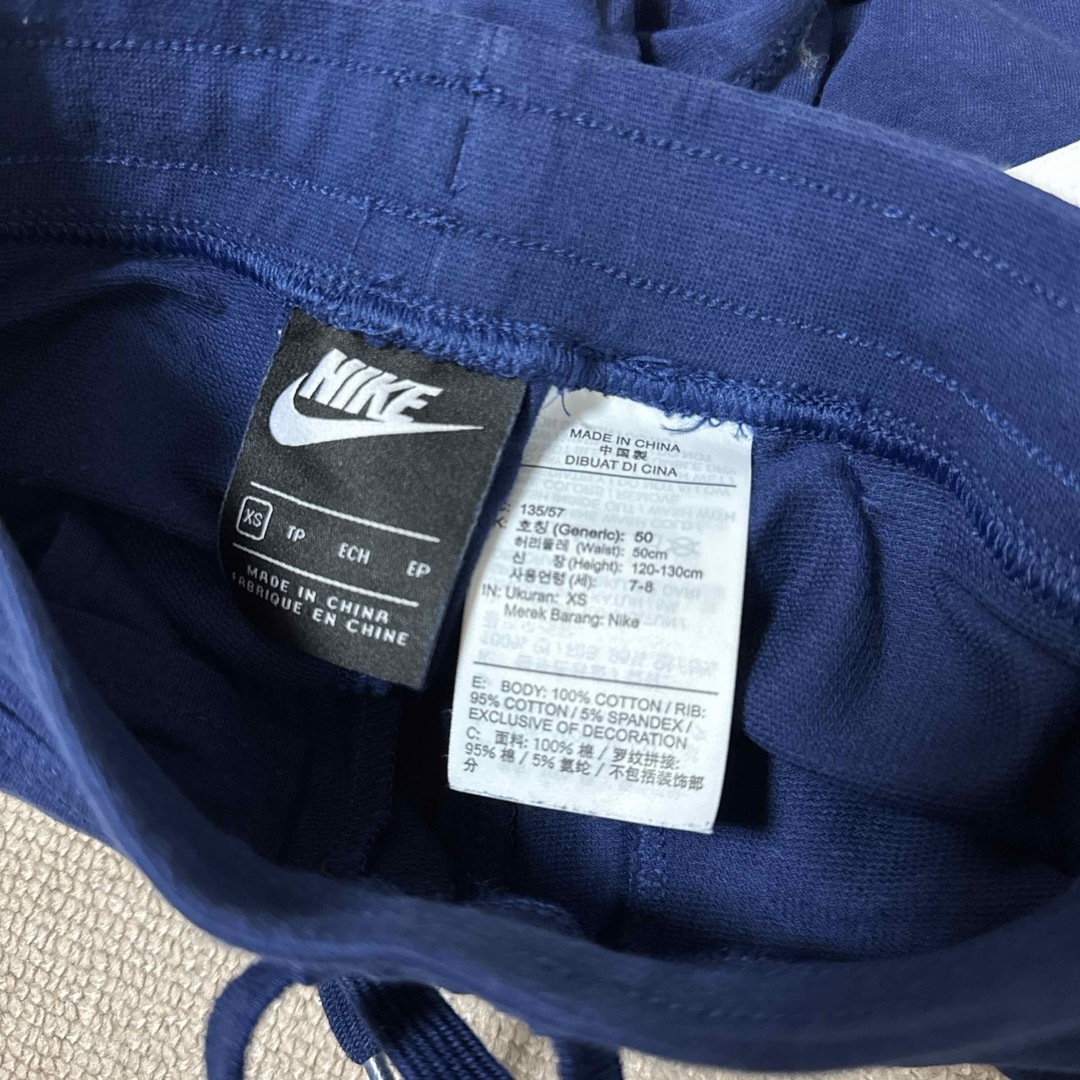 NIKE
XS TP ECH EP
MADE IN CHINA
FABRIQUE EN CHINE
MADE IN CHINA
中国製
DIBUAT DI CINA
C: 135/57
K: 호칭 (Generic): 50
허리둘레 (Waist): 50cm
신 장 (Height): 120-130cm
사용연령 (세): 7-8
IN: Ukuran: XS
Merek Barang: Nike
E: BODY: 100% COTTON / RIB:
95% COTTON / 5% SPANDEX /
EXCLUSIVE OF DECORATION
C: 面料: 100% 棉 / 罗纹拼接:
95% 棉 / 5% 氨纶 / 不包括装饰部
分